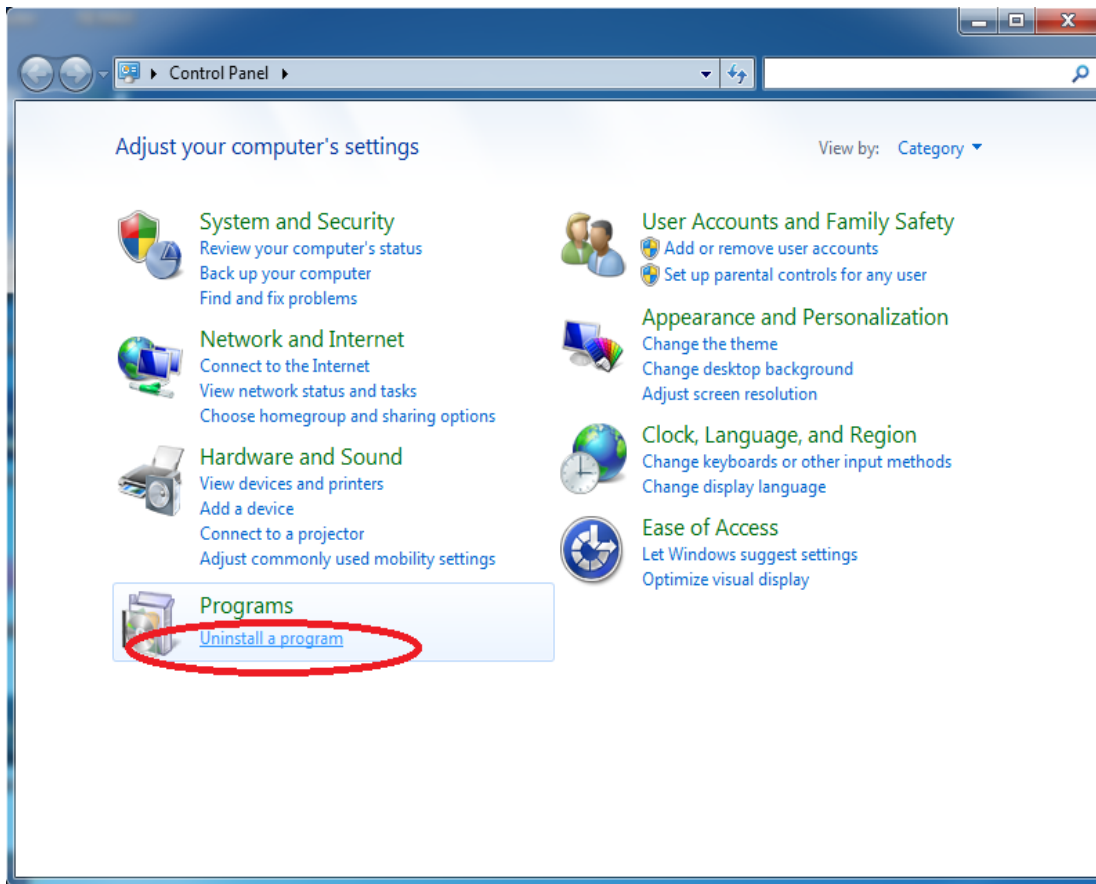 Control Panel
Adjust your computer's settings
View by: Category
System and Security
Review your computer's status
Back up your computer
Find and fix problems
Network and Internet
Connect to the Internet
View network status and tasks
Choose homegroup and sharing options
Hardware and Sound
View devices and printers
Add a device
Connect to a projector
Adjust commonly used mobility settings
Programs
Uninstall a program
User Accounts and Family Safety
Add or remove user accounts
Set up parental controls for any user
Appearance and Personalization
Change the theme
Change desktop background
Adjust screen resolution
Clock, Language, and Region
Change keyboards or other input methods
Change display language
Ease of Access
Let Windows suggest settings
Optimize visual display